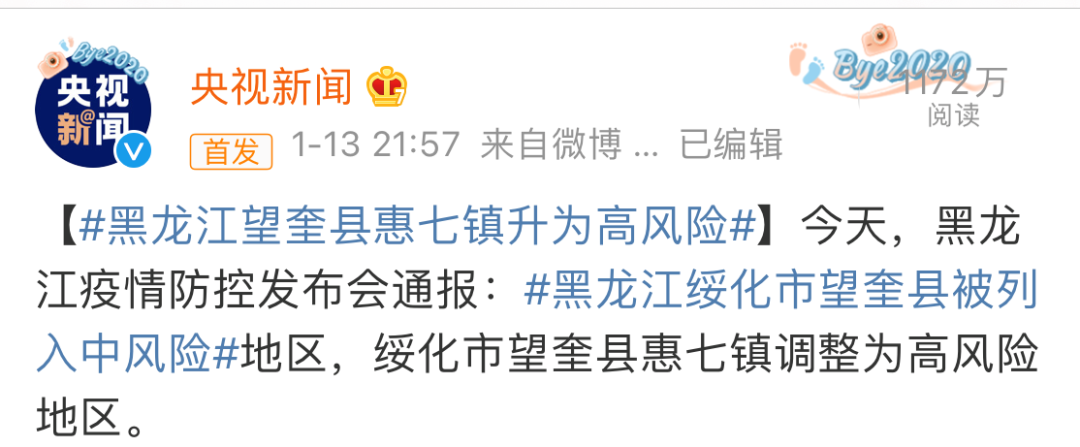 Bye2020
央视
新@闻
央视新闻
首发 1-13 21:57 来自微博 ... 已编辑
Bye2020
1172万
阅读
【#黑龙江望奎县惠七镇升为高风险#】今天，黑龙
江疫情防控发布会通报：#黑龙江绥化市望奎县被列
入中风险#地区，绥化市望奎县惠七镇调整为高风险
地区。